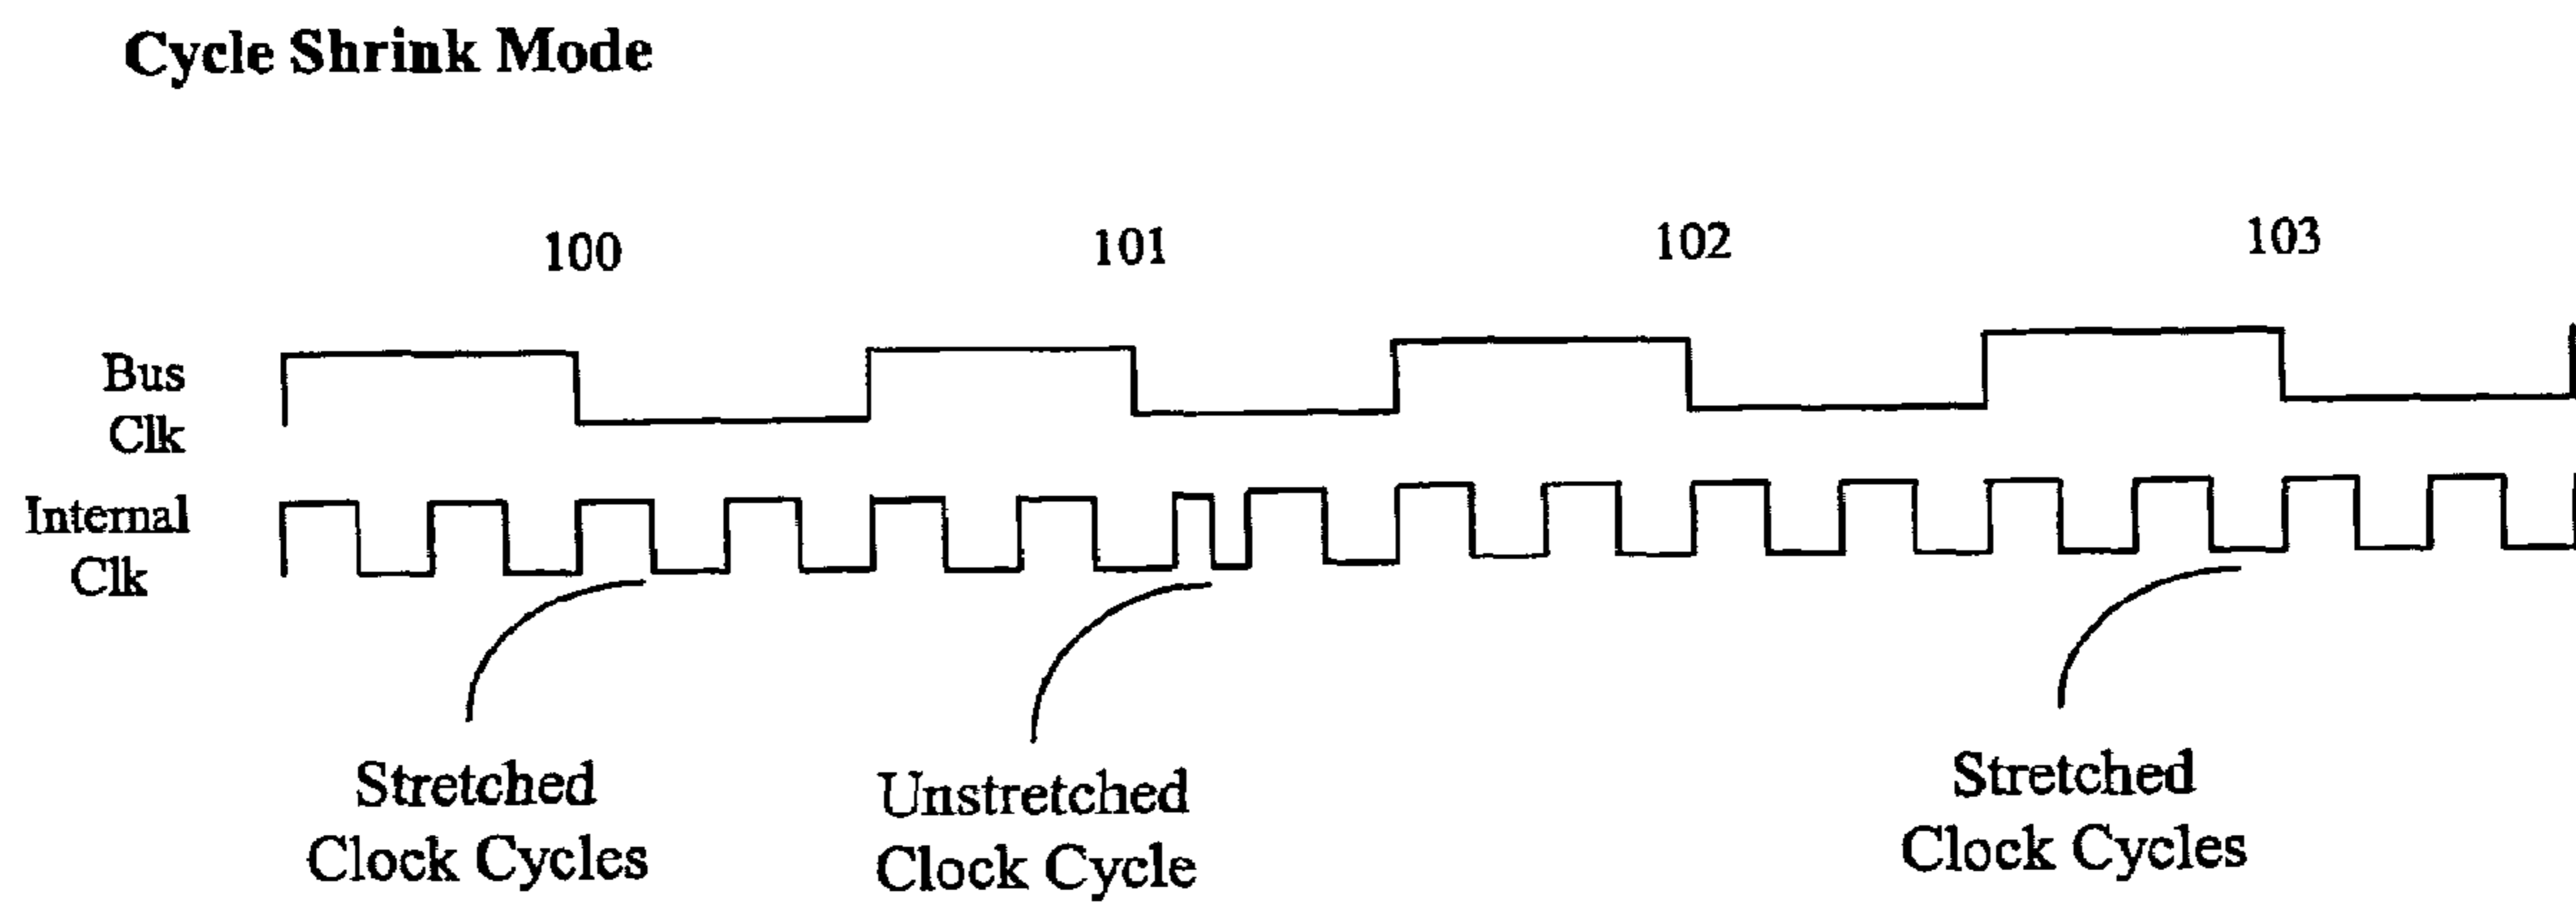 Cycle Shrink Mode
100 101 102 103
Bus
Clk
Internal
Clk
Stretched
Clock Cycles
Unstretched
Clock Cycle
Stretched
Clock Cycles